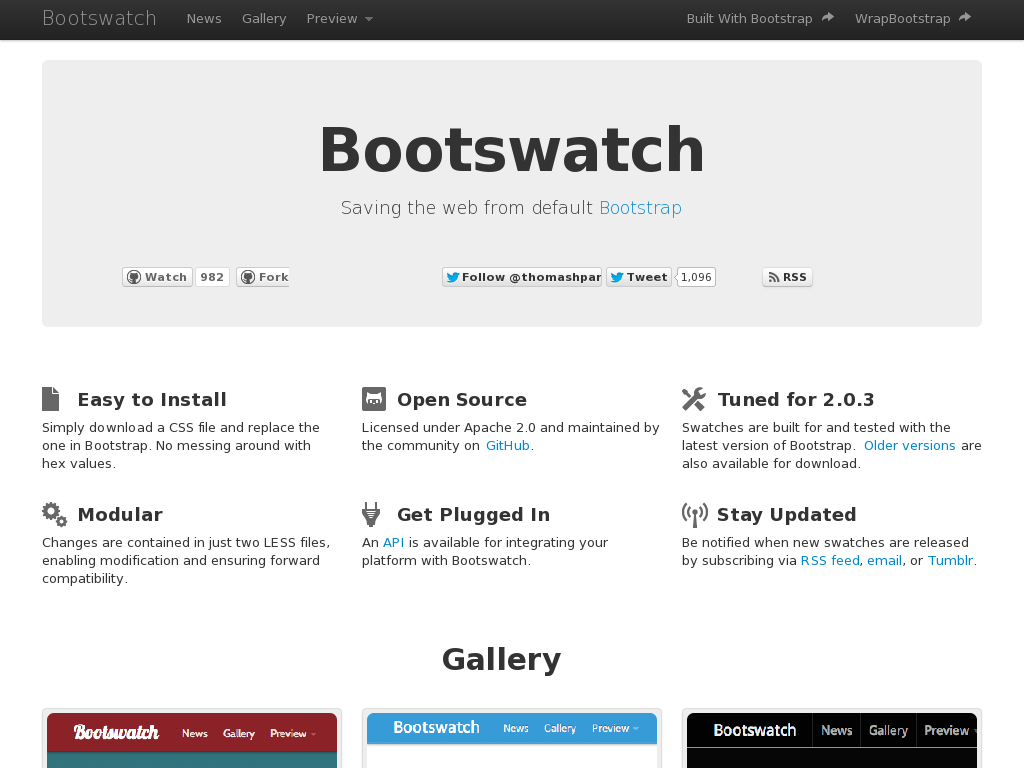 Bootswatch News Gallery Preview Built With Bootstrap WrapBootstrap
Bootswatch
Saving the web from default Bootstrap
Watch 982 Fork Follow @thomashpar Tweet 1,096 RSS
Easy to Install
Simply download a CSS file and replace the
one in Bootstrap. No messing around with
hex values.
Open Source
Licensed under Apache 2.0 and maintained by
the community on GitHub.
Tuned for 2.0.3
Swatches are built for and tested with the
latest version of Bootstrap. Older versions are
also available for download.
Modular
Changes are contained in just two LESS files,
enabling modification and ensuring forward
compatibility.
Get Plugged In
An API is available for integrating your
platform with Bootswatch.
Stay Updated
Be notified when new swatches are released
by subscribing via RSS feed, email, or Tumblr.
Gallery
Bootswatch News Gallery Preview
Bootswatch News Gallery Preview
Bootswatch News Gallery Preview